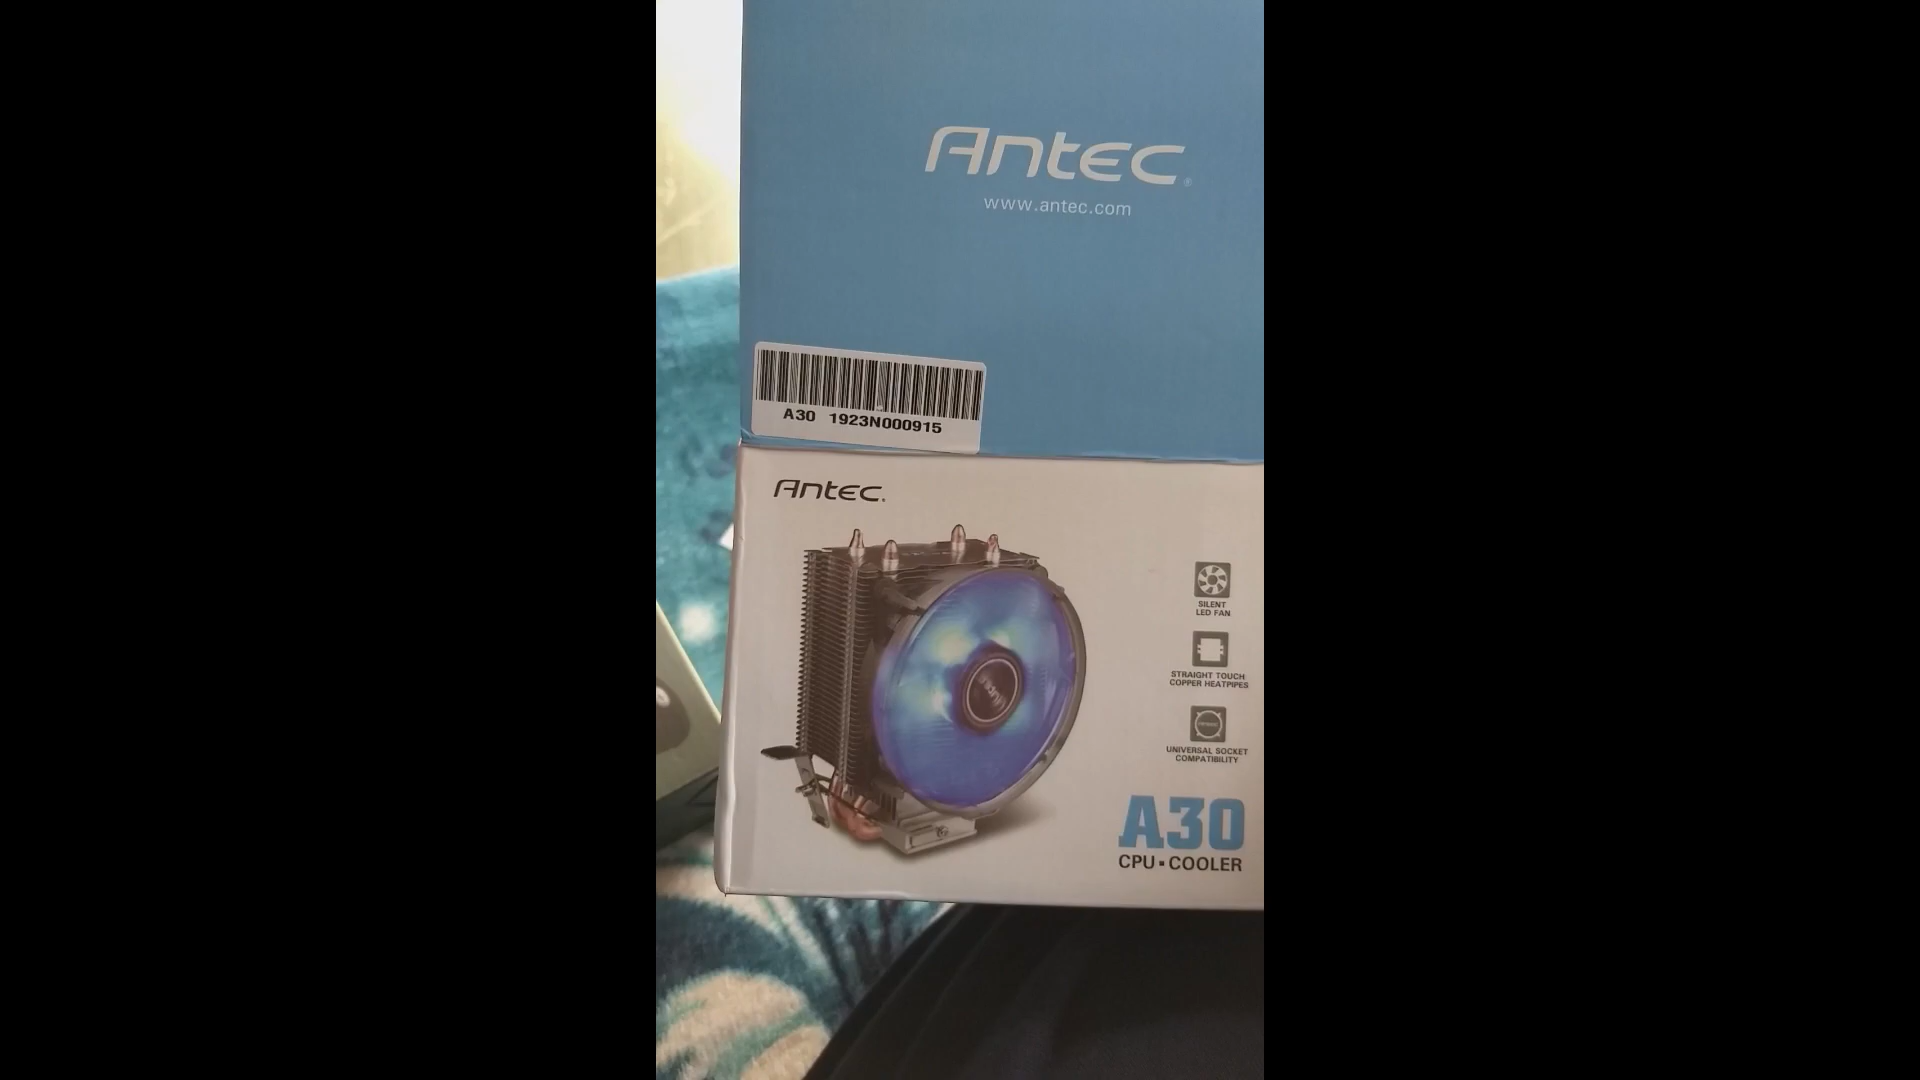 Antec
www.antec.com
A30 1923N000915
Antec
SILENT
LED FAN
STRAIGHT TOUCH
COPPER HEATPIPES
UNIVERSAL SOCKET
COMPATIBILITY
A30
CPU▪COOLER